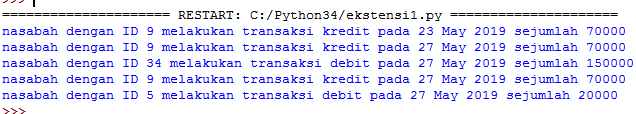 >>>
===================== RESTART: C:/Python34/ekstensi1.py =====================
nasabah dengan ID 9 melakukan transaksi kredit pada 23 May 2019 sejumlah 70000
nasabah dengan ID 9 melakukan transaksi kredit pada 27 May 2019 sejumlah 70000
nasabah dengan ID 34 melakukan transaksi debit pada 27 May 2019 sejumlah 150000
nasabah dengan ID 9 melakukan transaksi kredit pada 27 May 2019 sejumlah 70000
nasabah dengan ID 5 melakukan transaksi debit pada 27 May 2019 sejumlah 20000
>>>